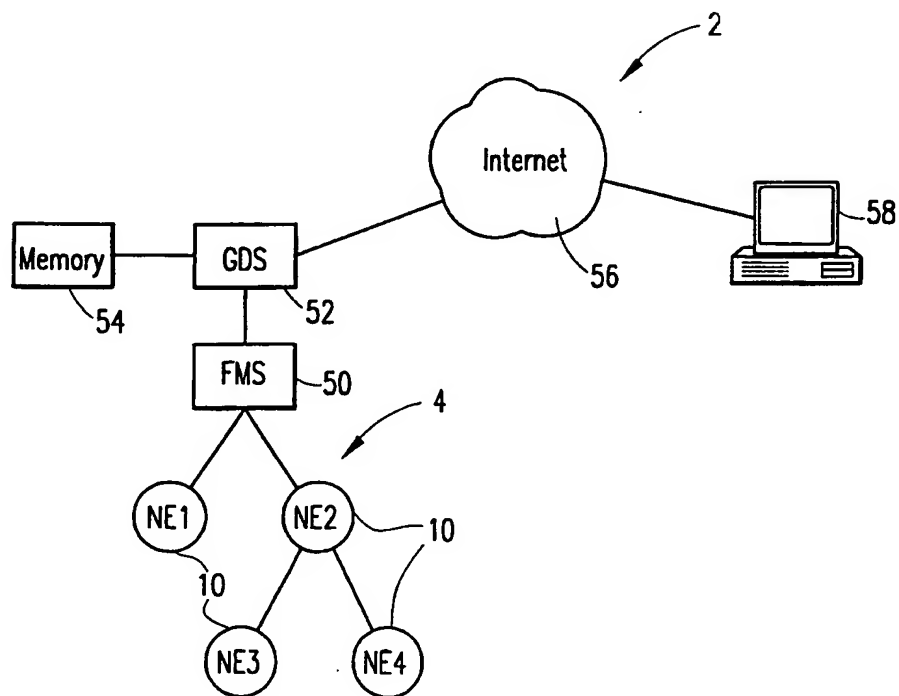 2
Internet
58
Memory
GDS
56
54
52
FMS
50
4
NE1
NE2
10
10
NE3
NE4